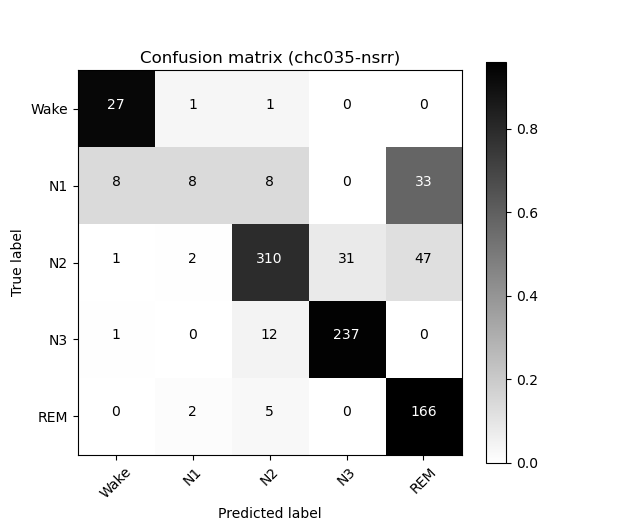 Confusion matrix (chc035-nsrr)
True label
Wake 27 1 1 0 0
N1 8 8 8 0 33
N2 1 2 310 31 47
N3 1 0 12 237 0
REM 0 2 5 0 166
Wake N1 N2 N3 REM
Predicted label
0.8
0.6
0.4
0.2
0.0